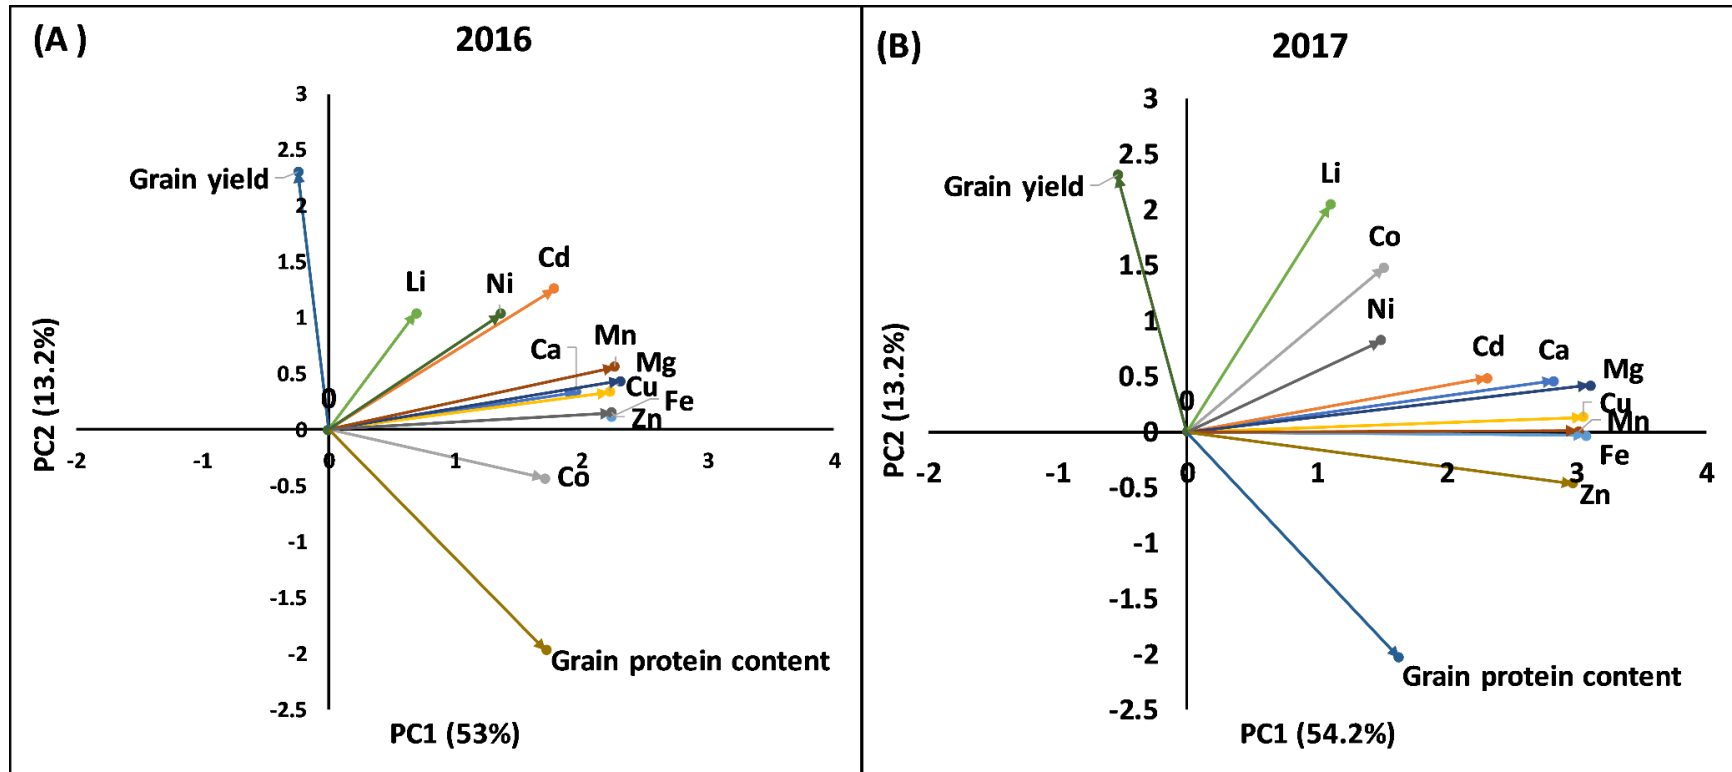 (A )
2016
3
2.5
Grain yield
2
1.5
Cd
Li
Ni
1
Mn
Ca
Mg
0.5
Cu
Fe
0
Zn
0
-2
-1
0
1
2
3
4
Co
-0.5
-1
-1.5
-2
Grain protein content
-2.5
PC2 (13.2%)
PC1 (53%)
(B)
2017
3
2.5
Li
Grain yield
2
Co
1.5
Ni
1
Cd
Ca
Mg
0.5
Cu
0
Mn
0
Fe
-2
-1
0
1
2
3
4
Zn
-0.5
-1
-1.5
-2
Grain protein content
-2.5
PC2 (13.2%)
PC1 (54.2%)